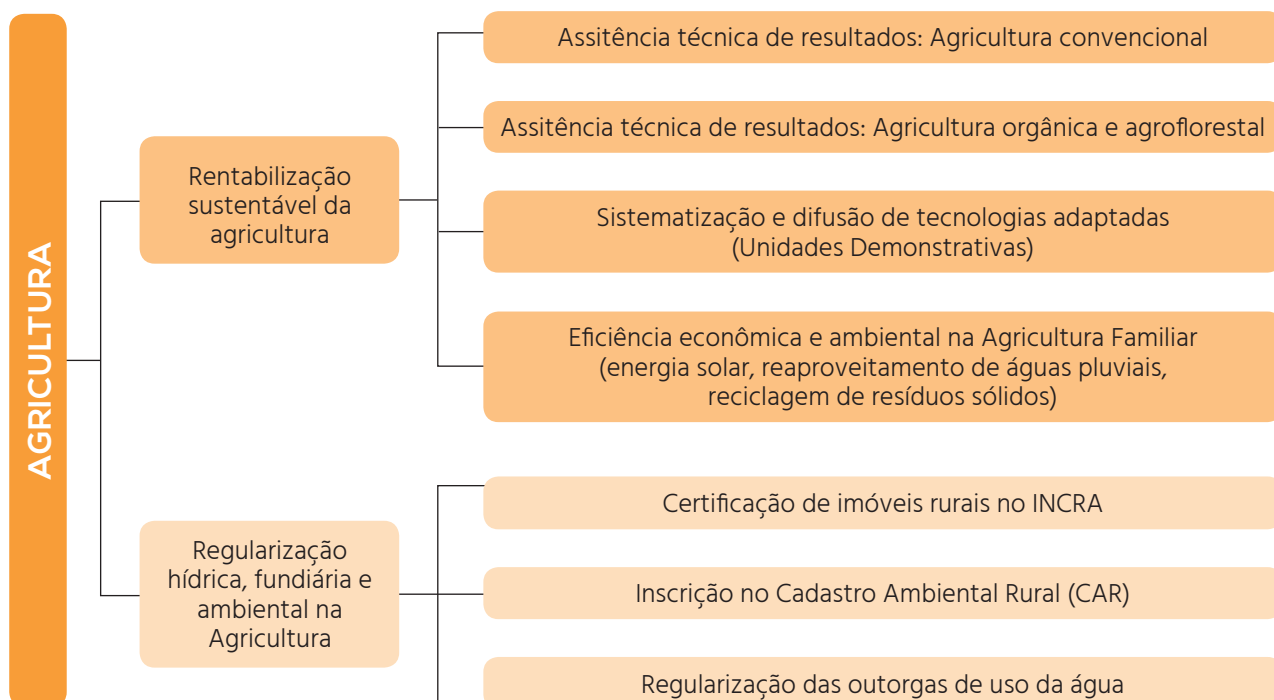 AGRICULTURA
Rentabilização
sustentável da
agricultura
Assitência técnica de resultados: Agricultura convencional
Assitência técnica de resultados: Agricultura orgânica e agroflorestal
Sistematização e difusão de tecnologias adaptadas
(Unidades Demonstrativas)
Eficiência econômica e ambiental na Agricultura Familiar
(energia solar, reaproveitamento de águas pluviais,
reciclagem de resíduos sólidos)
Regularização
hídrica, fundiária e
ambiental na
Agricultura
Certificação de imóveis rurais no INCRA
Inscrição no Cadastro Ambiental Rural (CAR)
Regularização das outorgas de uso da água